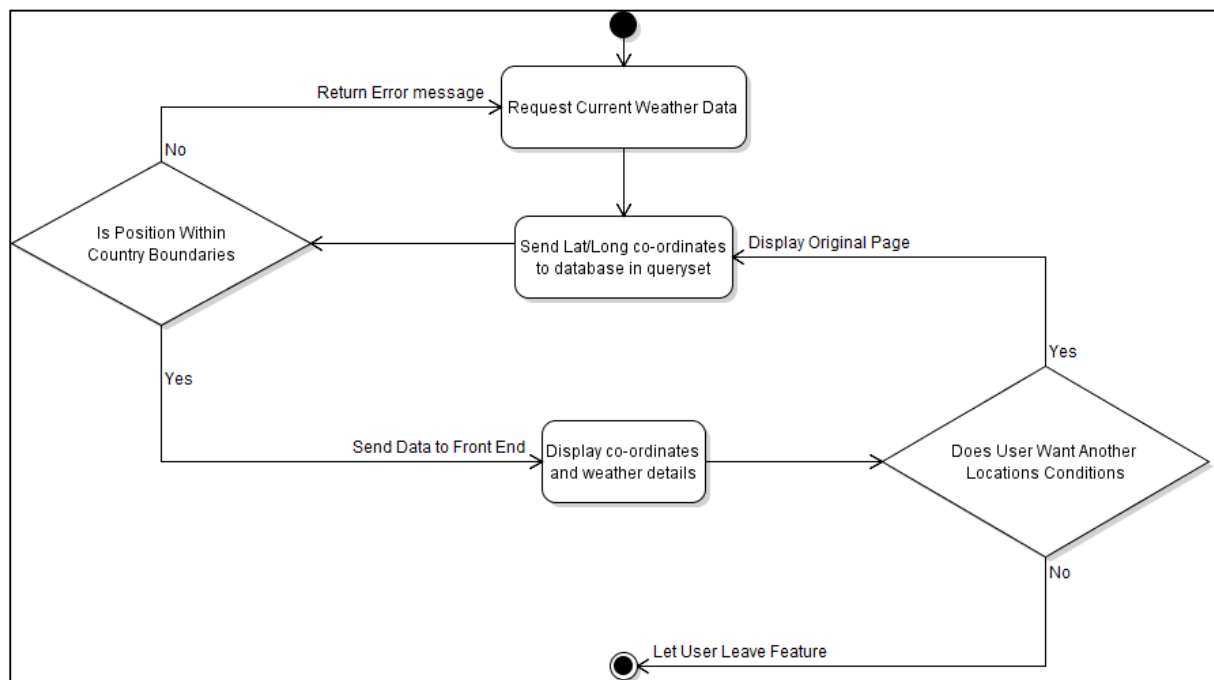 Return Error message
Request Current Weather Data
No
Is Position Within
Country Boundaries
Send Lat/Long co-ordinates
to database in queryset
Display Original Page
Yes
Yes
Send Data to Front End
Display co-ordinates
and weather details
Does User Want Another
Locations Conditions
No
Let User Leave Feature